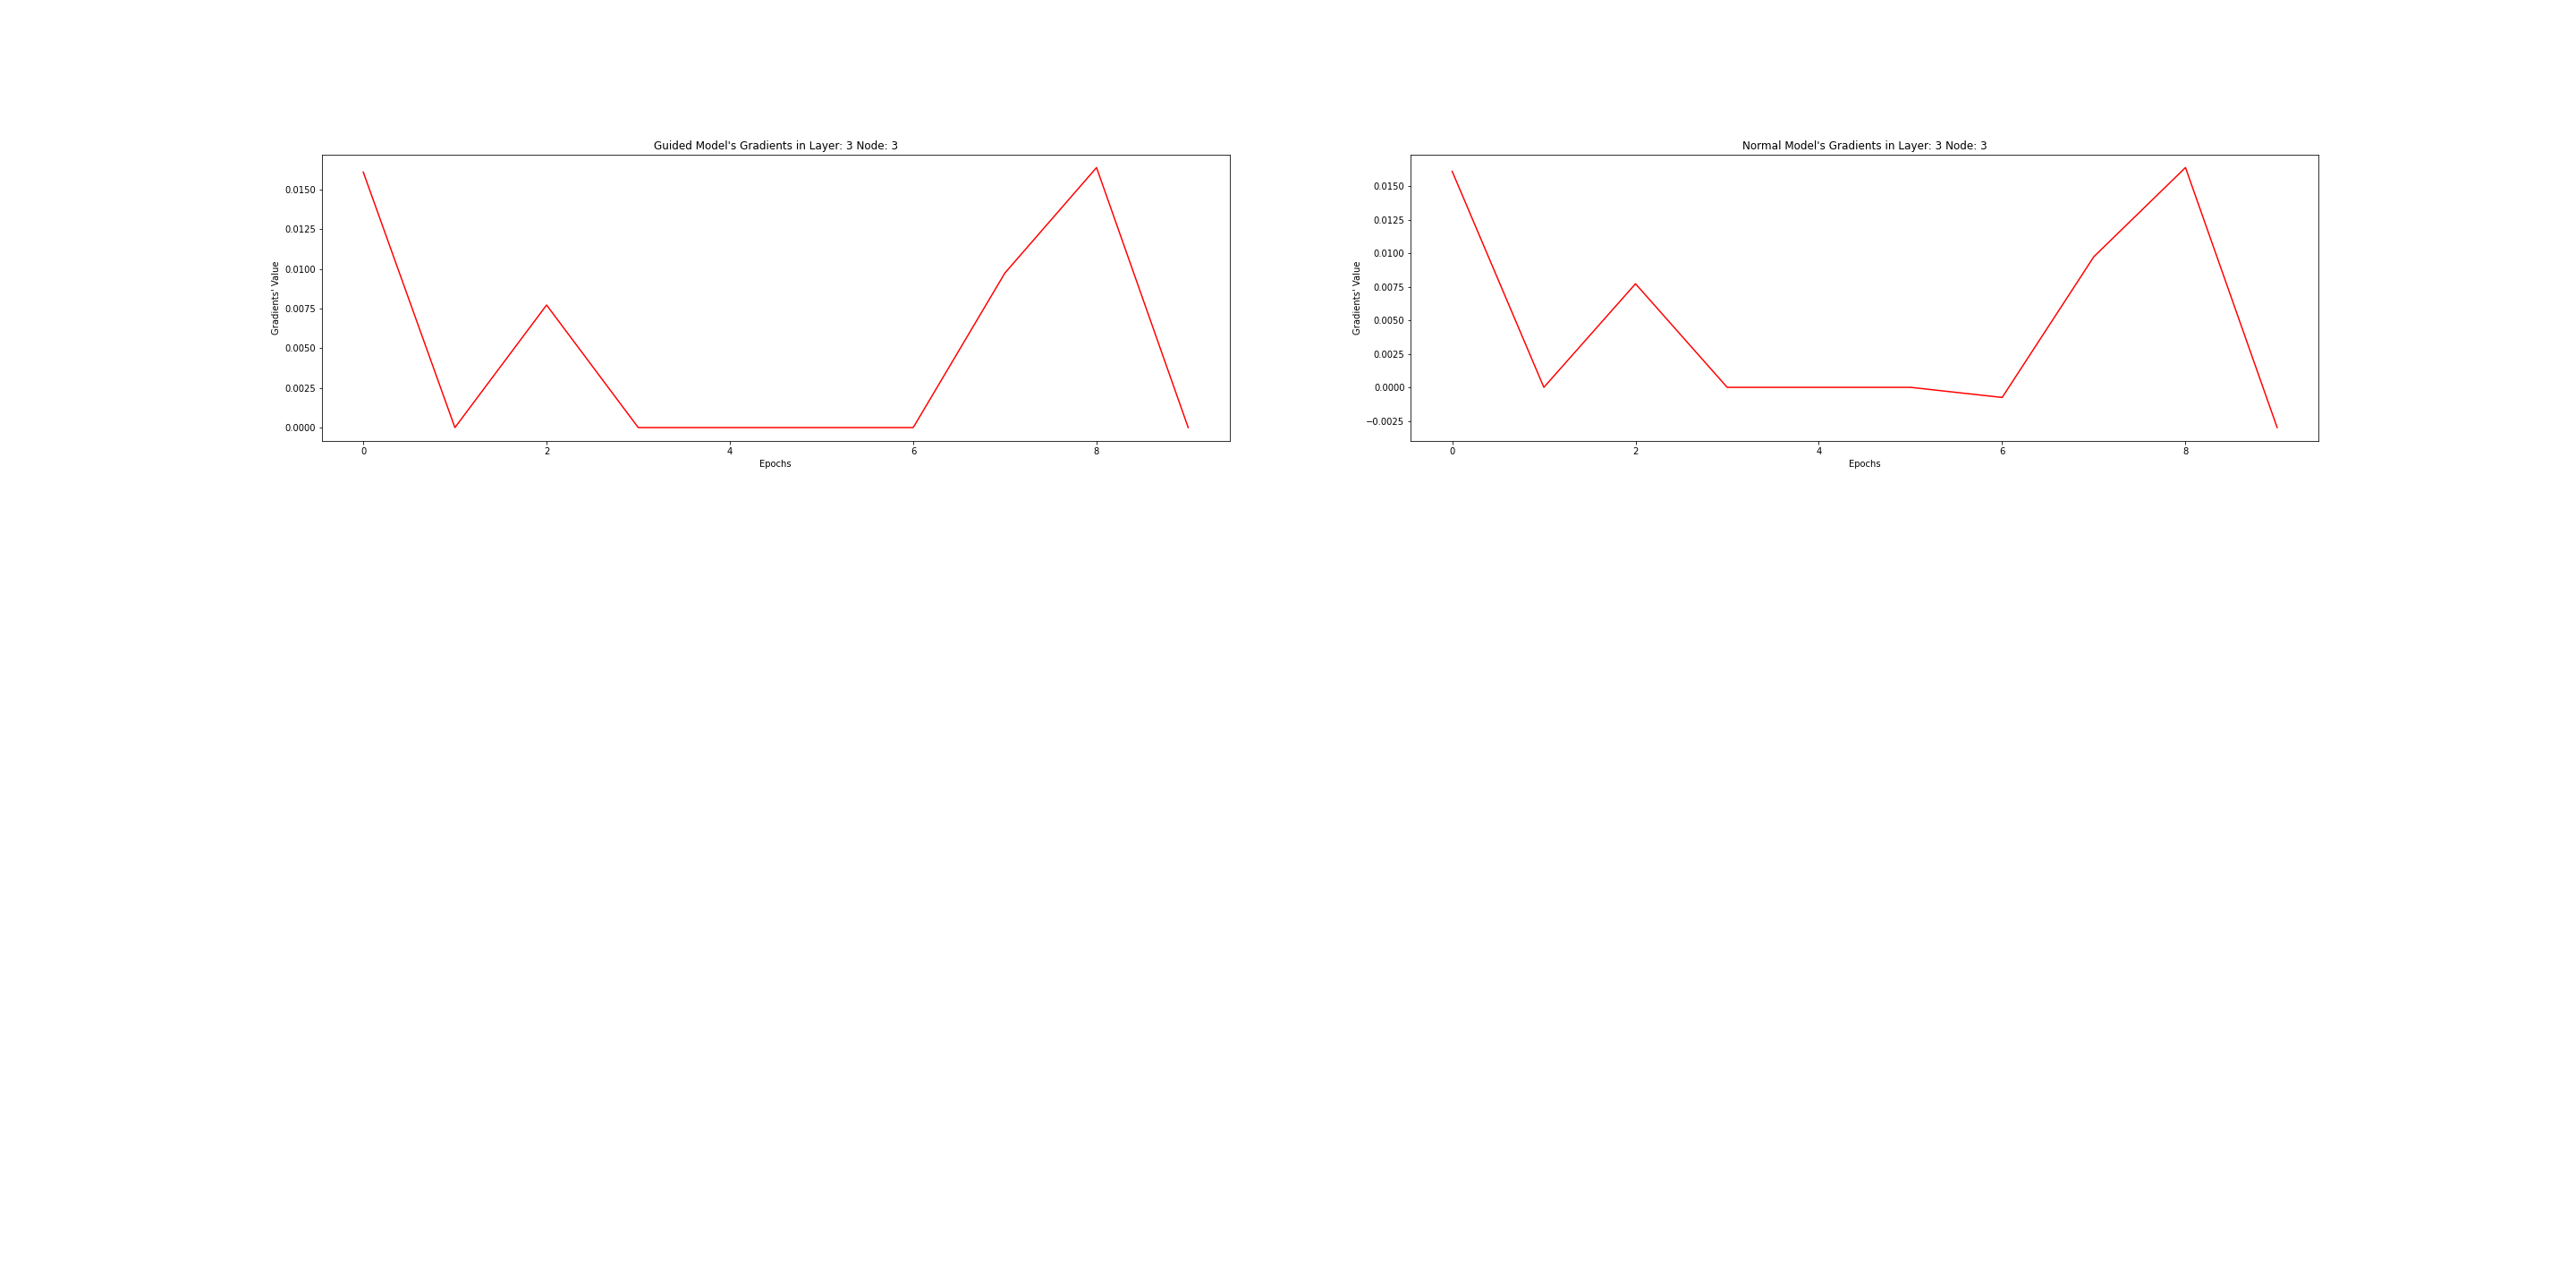 Guided Model's Gradients in Layer: 3 Node: 3
0.0150
0.0125
0.0100
0.0075
0.0050
0.0025
0.0000
Gradients' Value
0 2 4 6 8
Epochs
Normal Model's Gradients in Layer: 3 Node: 3
0.0150
0.0125
0.0100
0.0075
0.0050
0.0025
0.0000
−0.0025
Gradients' Value
0 2 4 6 8
Epochs